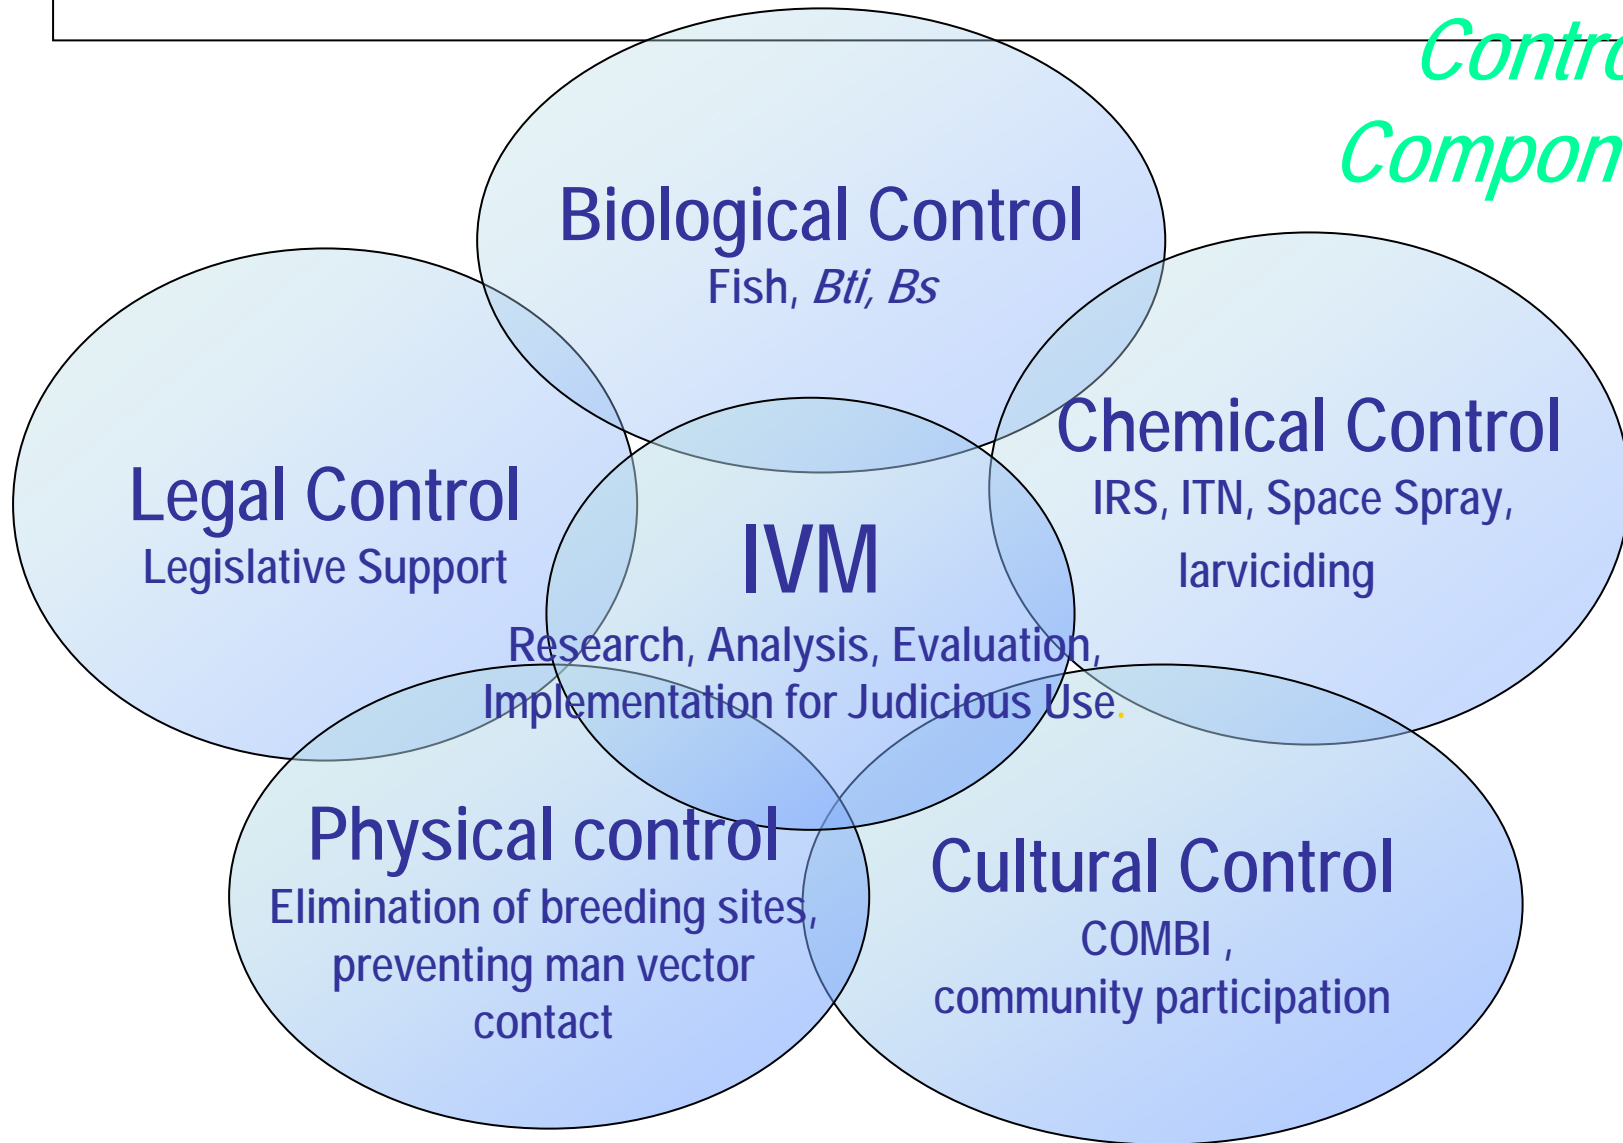 Contro
Compon
Biological Control
Fish, Bti, Bs
Chemical Control
IRS, ITN, Space Spray,
larviciding
Legal Control
Legislative Support
IVM
Research, Analysis, Evaluation,
Implementation for Judicious Use.
Physical control
Elimination of breeding sites,
preventing man vector
contact
Cultural Control
COMBI ,
community participation